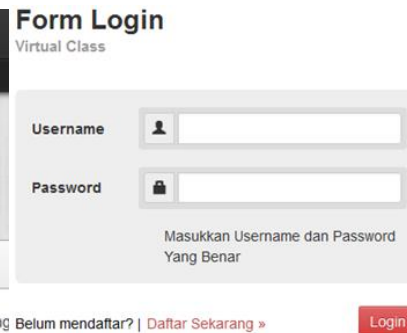 Form Login
Virtual Class
Username
Password
Masukkan Username dan Password
Yang Benar
Belum mendaftar? | Daftar Sekarang »
Login